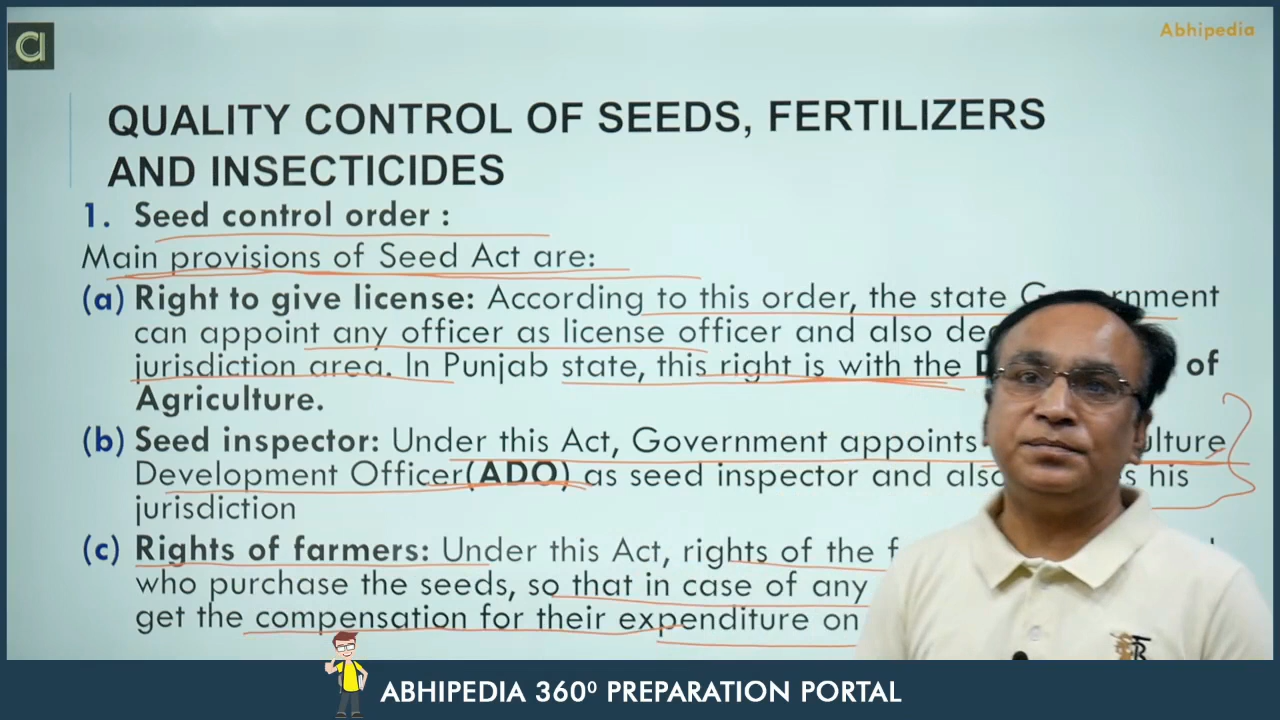 Abhipedia
QUALITY CONTROL OF SEEDS, FERTILIZERS
AND INSECTICIDES
1. Seed control order :
Main provisions of Seed Act are:
(a) Right to give license: According to this order, the state Government
can appoint any officer as license officer and also
jurisdiction area. In Punjab state, this right is with the of
Agriculture.
(b) Seed inspector: Under this Act, Government appoints
Development Officer(ADO) as seed inspector and also his
jurisdiction
(c) Rights of farmers: Under this Act, rights of the
who purchase the seeds, so that in case of any
get the compensation for their expenditure on
ABHIPEDIA 360⁰ PREPARATION PORTAL